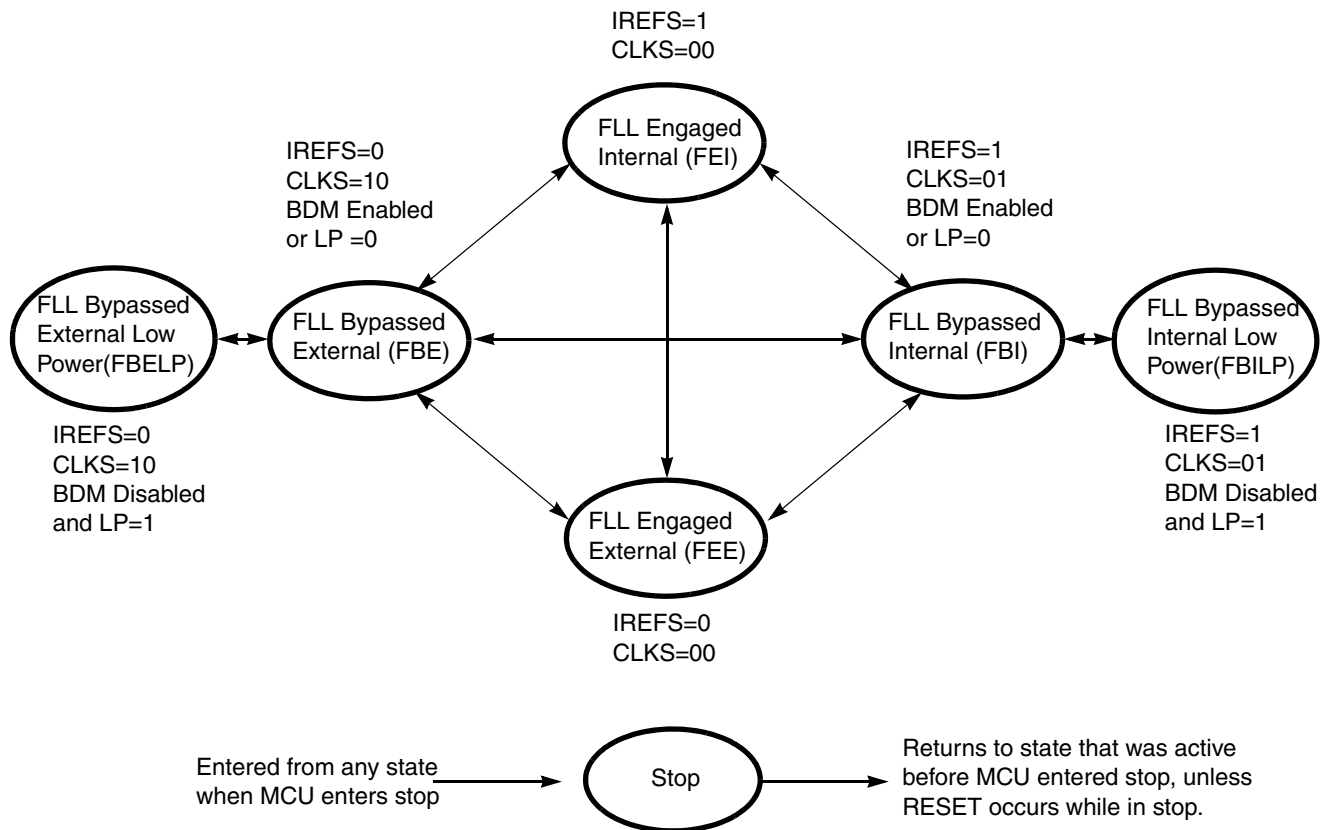 IREFS=1
CLKS=00
FLL Engaged
Internal (FEI)
IREFS=0
CLKS=10
BDM Enabled
or LP =0
IREFS=1
CLKS=01
BDM Enabled
or LP=0
FLL Bypassed
External Low
Power(FBELP)
FLL Bypassed
External (FBE)
FLL Bypassed
Internal (FBI)
FLL Bypassed
Internal Low
Power(FBILP)
IREFS=0
CLKS=10
BDM Disabled
and LP=1
IREFS=1
CLKS=01
BDM Disabled
and LP=1
FLL Engaged
External (FEE)
IREFS=0
CLKS=00
Entered from any state
when MCU enters stop
Stop
Returns to state that was active
before MCU entered stop, unless
RESET occurs while in stop.